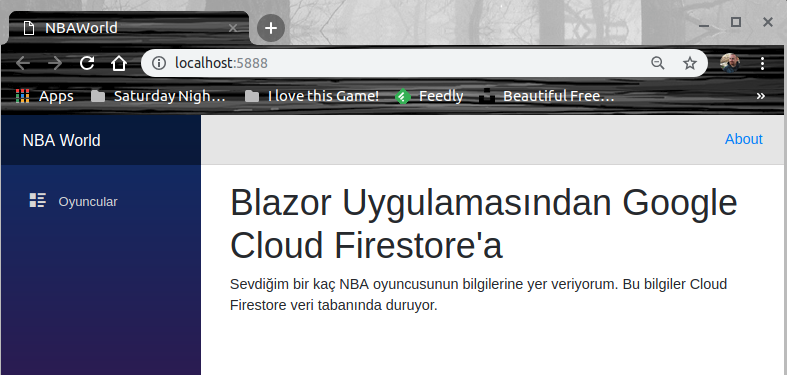 NBAWorld
localhost:5888
Apps Saturday Nigh… I love this Game! Feedly Beautiful Free… »
NBA World
About
Oyuncular
Blazor Uygulamasından Google
Cloud Firestore'a
Sevdiğim bir kaç NBA oyuncusunun bilgilerine yer veriyorum. Bu bilgiler Cloud
Firestore veri tabanında duruyor.